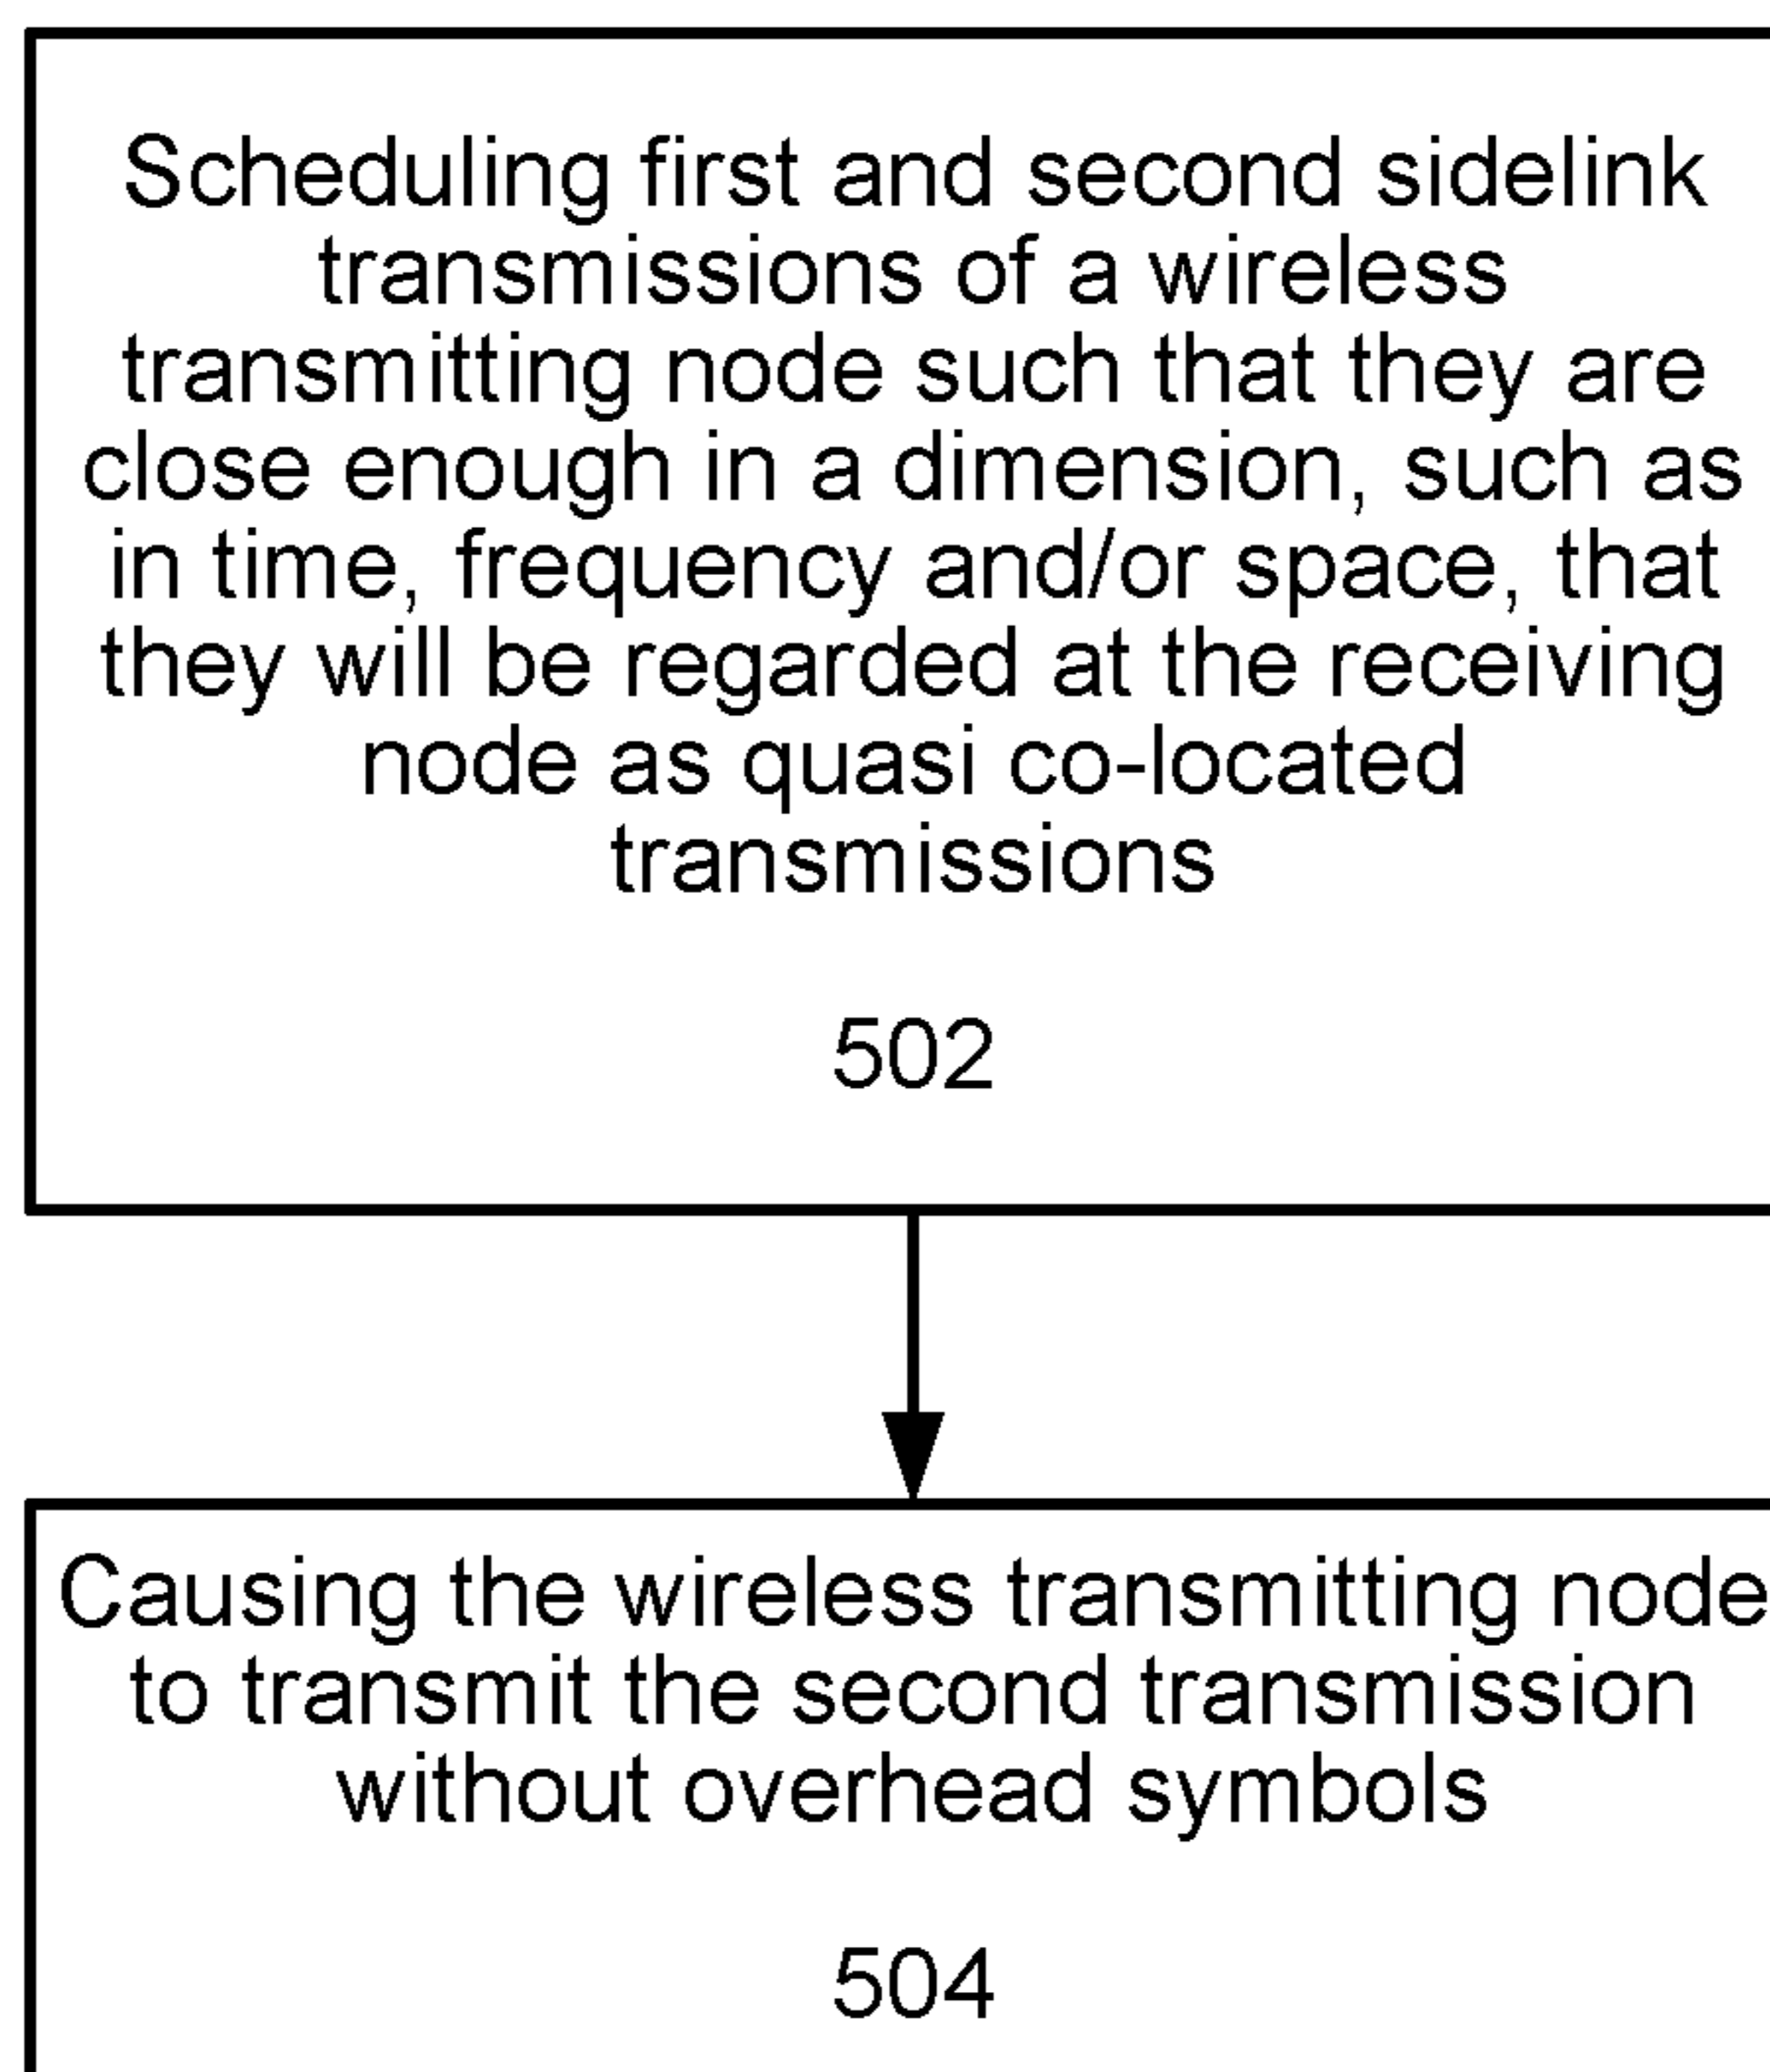 Scheduling first and second sidelink
transmissions of a wireless
transmitting node such that they are
close enough in a dimension, such as
in time, frequency and/or space, that
they will be regarded at the receiving
node as quasi co-located
transmissions
502
Causing the wireless transmitting node
to transmit the second transmission
without overhead symbols
504